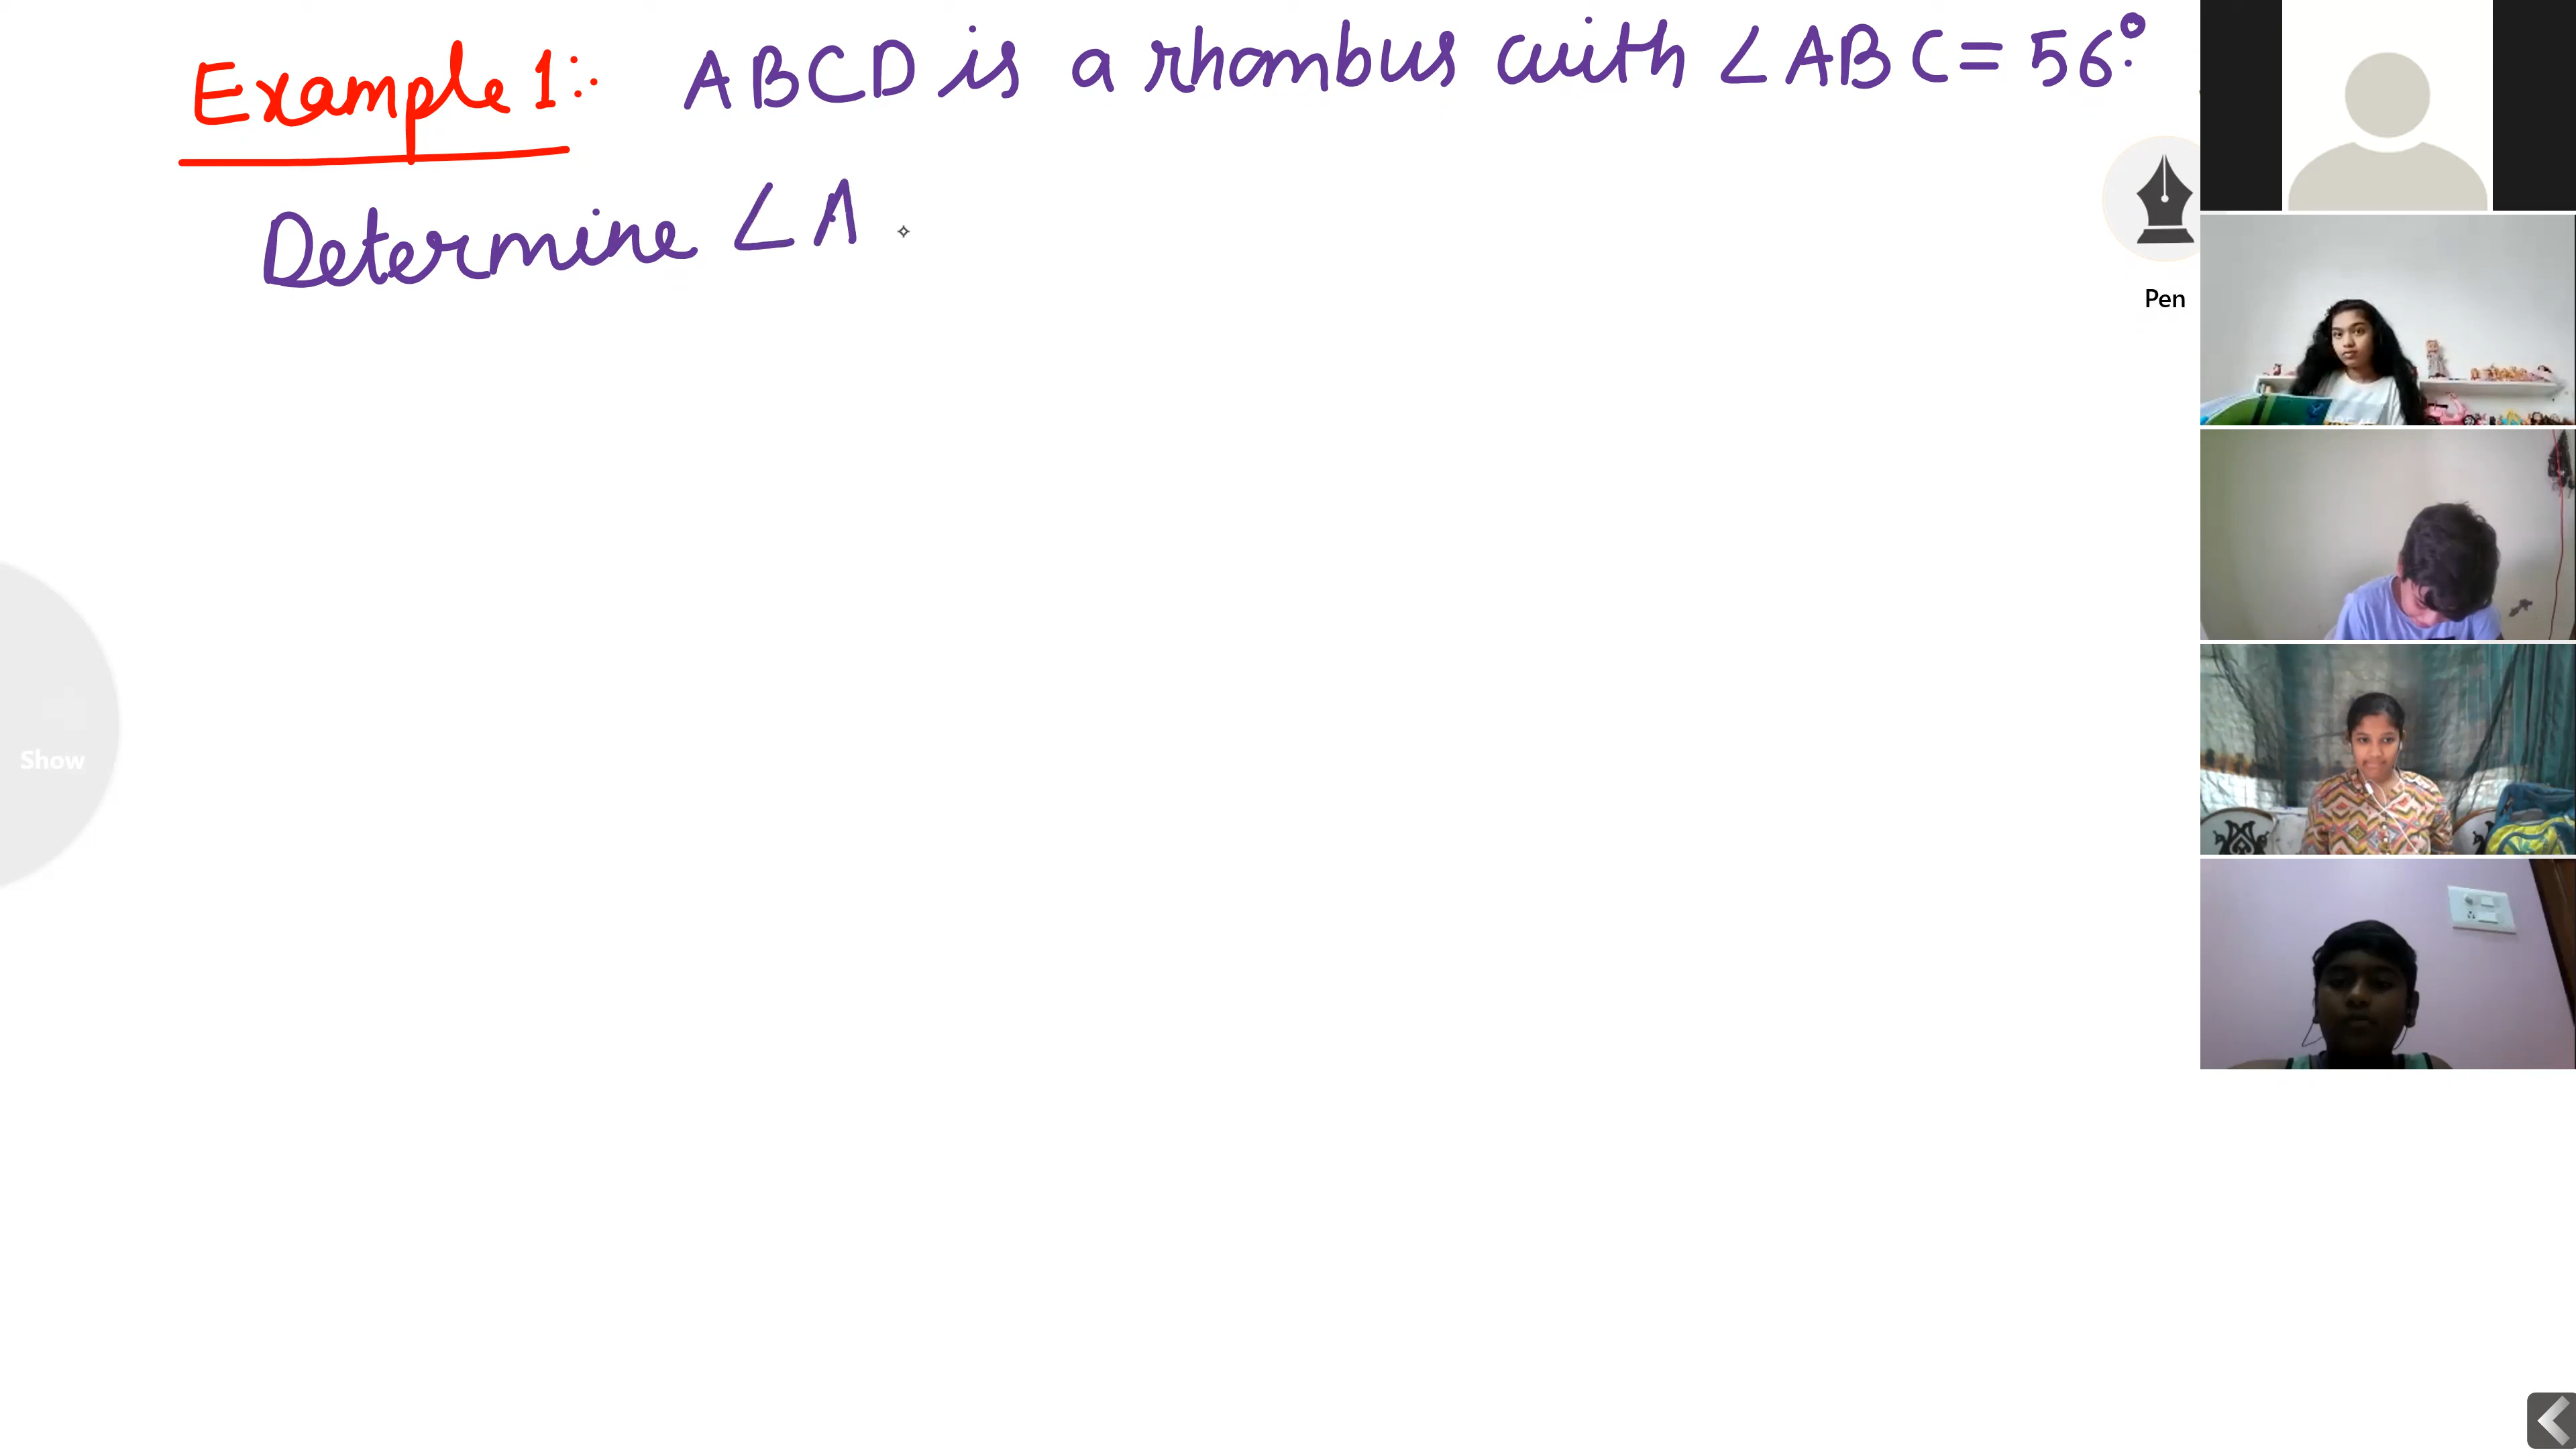 Example 1:- ABCD is a rhombus with ∠ABC = 56°.
Determine ∠A
Pen
Show